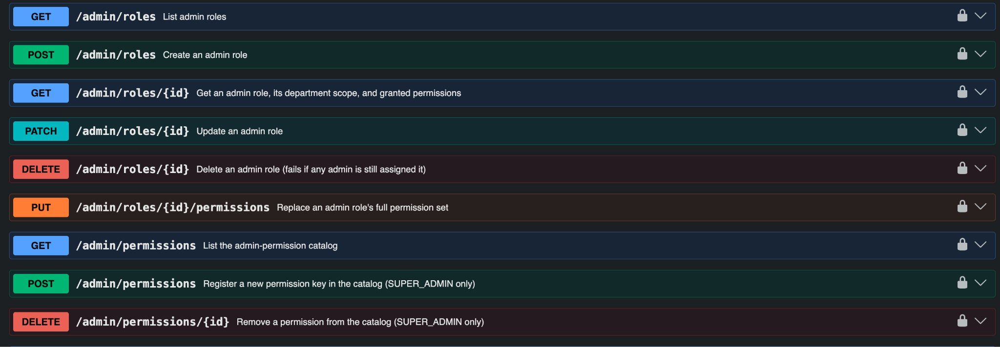 GET /admin/roles List admin roles
POST /admin/roles Create an admin role
GET /admin/roles/{id} Get an admin role, its department scope, and granted permissions
PATCH /admin/roles/{id} Update an admin role
DELETE /admin/roles/{id} Delete an admin role (fails if any admin is still assigned it)
PUT /admin/roles/{id}/permissions Replace an admin role's full permission set
GET /admin/permissions List the admin-permission catalog
POST /admin/permissions Register a new permission key in the catalog (SUPER_ADMIN only)
DELETE /admin/permissions/{id} Remove a permission from the catalog (SUPER_ADMIN only)